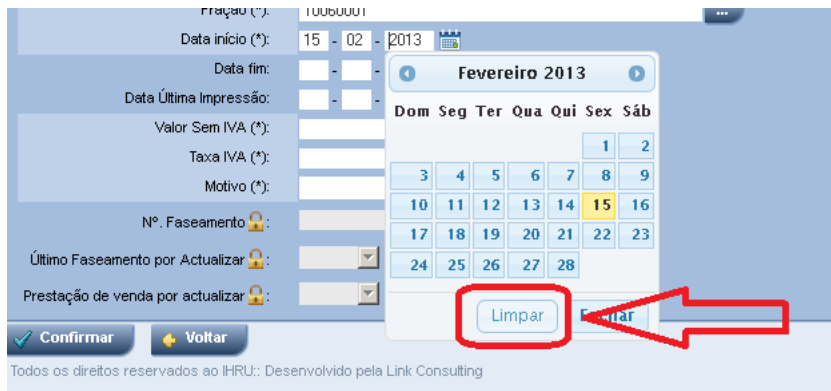 Fração (*): 10060001 ...
Data início (*): 15 - 02 - 2013
Data fim: - -
Data Última Impressão: - -
Valor Sem IVA (*):
Taxa IVA (*):
Motivo (*):
Nº. Faseamento :
Último Faseamento por Actualizar :
Prestação de venda por actualizar :
Fevereiro 2013
Dom Seg Ter Qua Qui Sex Sáb
1 2
3 4 5 6 7 8 9
10 11 12 13 14 15 16
17 18 19 20 21 22 23
24 25 26 27 28
Limpar Fechar
Confirmar Voltar
Todos os direitos reservados ao IHRU:: Desenvolvido pela Link Consulting